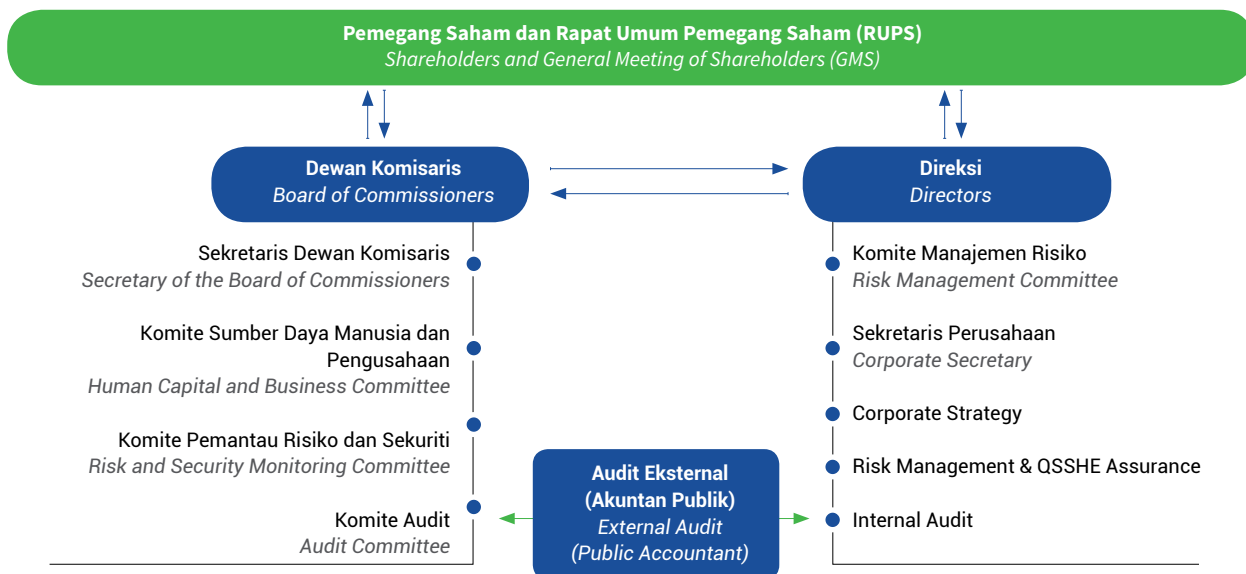 Pemegang Saham dan Rapat Umum Pemegang Saham (RUPS)
Shareholders and General Meeting of Shareholders (GMS)
Dewan Komisaris
Board of Commissioners
Direksi
Directors
Sekretaris Dewan Komisaris
Secretary of the Board of Commissioners
Komite Sumber Daya Manusia dan
Pengusahaan
Human Capital and Business Committee
Komite Pemantau Risiko dan Sekuriti
Risk and Security Monitoring Committee
Komite Audit
Audit Committee
Audit Eksternal
(Akuntan Publik)
External Audit
(Public Accountant)
Komite Manajemen Risiko
Risk Management Committee
Sekretaris Perusahaan
Corporate Secretary
Corporate Strategy
Risk Management & QSSHE Assurance
Internal Audit